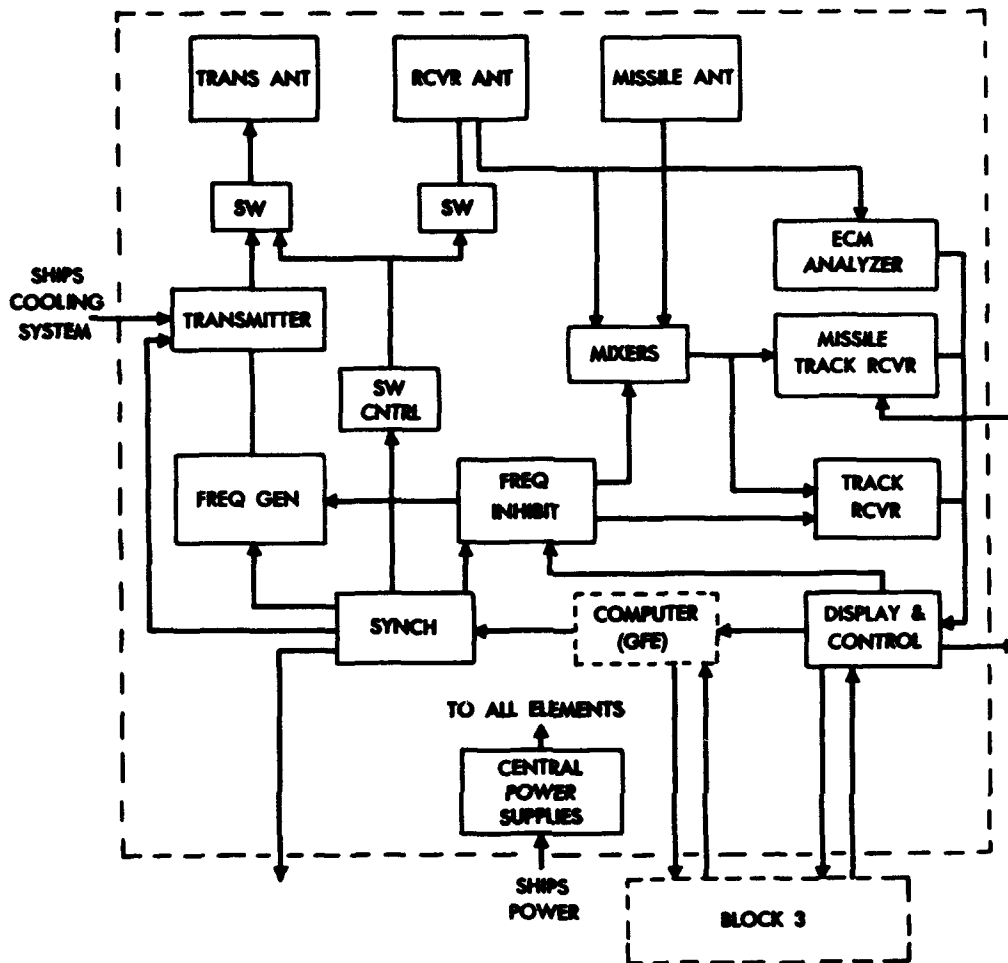 TRANS ANT
RCVR ANT
MISSILE ANT
SW
SW
ECM
ANALYZER
SHIPS
COOLING
SYSTEM
TRANSMITTER
MIXERS
MISSILE
TRACK RCVR
SW
CNTRL
FREQ GEN
FREQ
INHIBIT
TRACK
RCVR
SYNCH
COMPUTER
(GFE)
DISPLAY &
CONTROL
TO ALL ELEMENTS
CENTRAL
POWER
SUPPLIES
SHIPS
POWER
BLOCK 3